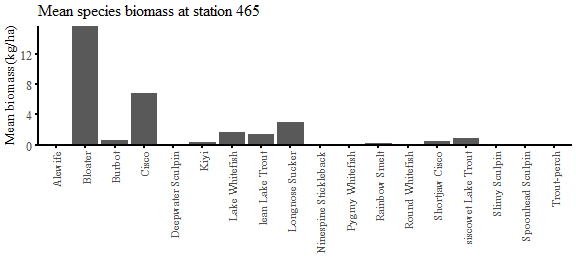 Mean species biomass at station 465
Mean biomass (kg/ha)
12
8
4
0
Alewife
Bloater
Burbot
Cisco
Deepwater Sculpin
Kiyi
Lake Whitefish
lean Lake Trout
Longnose Sucker
Ninespine Stickleback
Pygmy Whitefish
Rainbow Smelt
Round Whitefish
Shortjaw Cisco
siscowet Lake Trout
Slimy Sculpin
Spoonhead Sculpin
Trout-perch